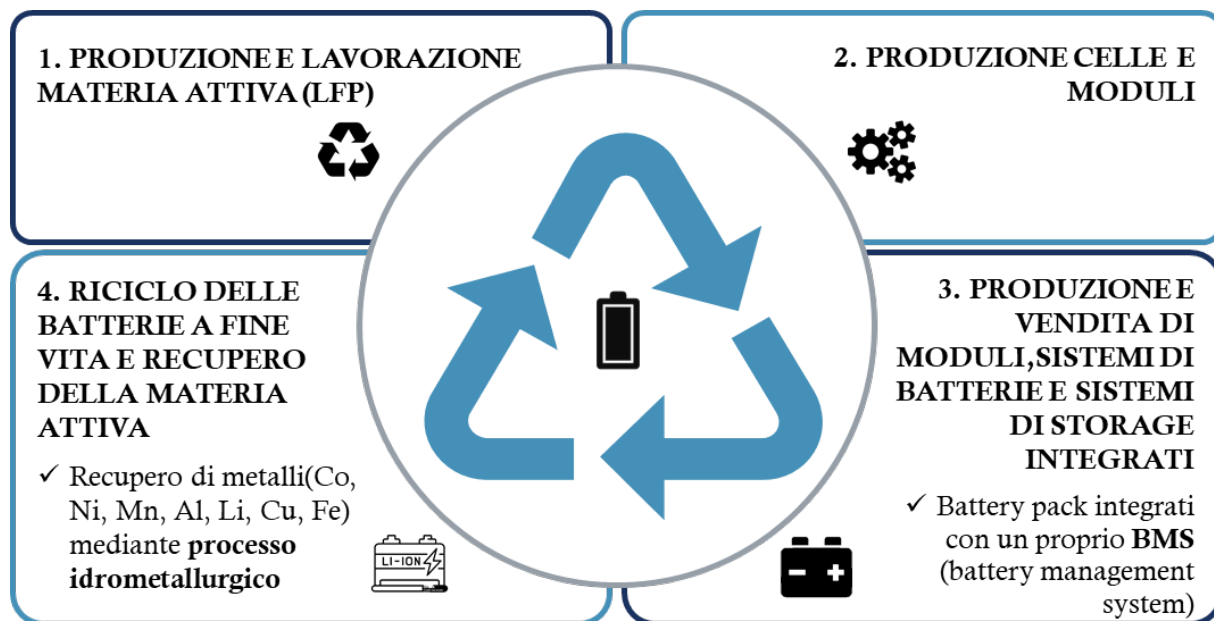 1. PRODUZIONE E LAVORAZIONE
MATERIA ATTIVA (LFP)
2. PRODUZIONE CELLE E
MODULI
3. PRODUZIONE E
VENDITA DI
MODULI,SISTEMI DI
BATTERIE E SISTEMI
DI STORAGE
INTEGRATI
✓ Battery pack integrati
con un proprio BMS
(battery management
system)
4. RICICLO DELLE
BATTERIE A FINE
VITA E RECUPERO
DELLA MATERIA
ATTIVA
✓ Recupero di metalli(Co,
Ni, Mn, Al, Li, Cu, Fe)
mediante processo
idrometallurgico
LI-ION